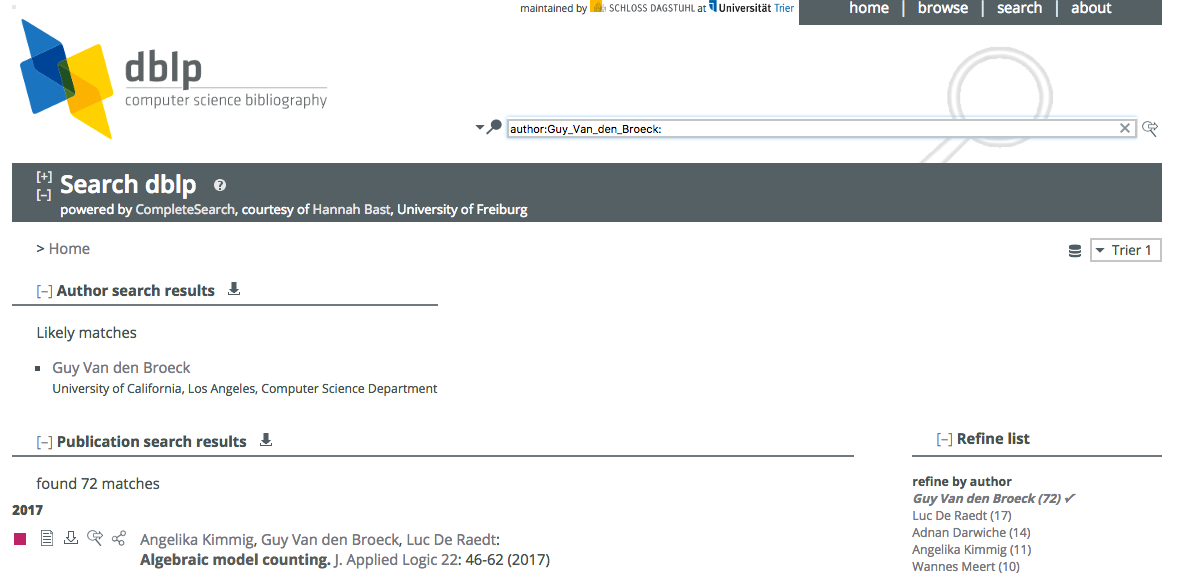 maintained by SCHLOSS DAGSTUHL at Universität Trier
home | browse | search | about
dblp
computer science bibliography
author:Guy_Van_den_Broeck:
[+]
[–]
Search dblp ?
powered by CompleteSearch, courtesy of Hannah Bast, University of Freiburg
> Home
Trier 1
[–] Author search results
Likely matches
Guy Van den Broeck
University of California, Los Angeles, Computer Science Department
[–] Publication search results
found 72 matches
2017
Angelika Kimmig, Guy Van den Broeck, Luc De Raedt:
Algebraic model counting. J. Applied Logic 22: 46-62 (2017)
[–] Refine list
refine by author
Guy Van den Broeck (72) ✓
Luc De Raedt (17)
Adnan Darwiche (14)
Angelika Kimmig (11)
Wannes Meert (10)